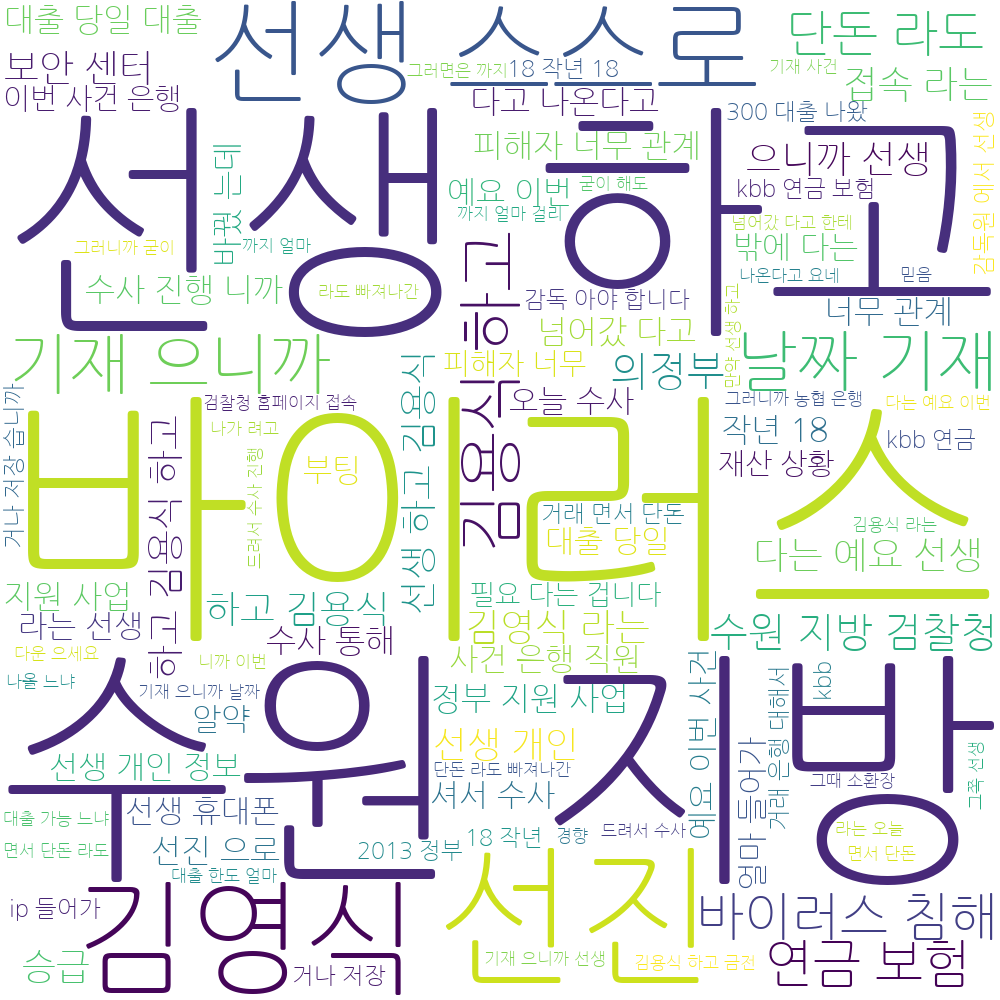 대출 당일 대출
선생 스스로
단돈 라도
보안 센터
그러면은 까지
18 작년 18
기재 사건
이번 사건 은행
다고 나온다고
접속 라는
300 대출 나왔
선생 하고
피해자 너무 관계
으니까 선생
바꿨 는데
예요 이번
굳이 해도
kbb 연금 보험
감독원 에서 선생
까지 얼마 걸리
넘어갔 다고 한테
그러니까 굳이
까지 얼마
밖에 다는
나온다고 요네
믿음
수사 진행 니까
라도 빠져나간
감독 아야 합니다
너무 관계
김용식 하고
넘어갔 다고
만약 선생 하고
기재 으니까
피해자 너무
의정부
날짜 기재
거나 저장 습니까
검찰청 홈페이지 접속
오늘 수사
그러니까 농협 은행
다는 예요 이번
바이러스
나가 려고
선생 하고 김용식
작년 18
kbb 연금
하고 김용식 하고
부팅
재산 상황
드려서 수사 진행
거래 면서 단돈
김용식 라는
대출 당일
다는 예요 선생
지원 사업
하고 김용식
필요 다는 겁니다
라는 선생
수사 통해
김영식 라는
수원 지방 검찰청
다운 으세요
니까 이번
사건 은행 직원
수원 지방
나올 느냐
기재 으니까 날짜
정부 지원 사업
예요 이번 사건
kbb
거래 은행 대해서
알약
선생 개인
얼마 들어가
선생 개인 정보
단돈 라도 빠져나간
그때 소환장
그쪽 선생
대출 가능 느냐
선생 휴대폰
셔서 수사
면서 단돈 라도
선진 으로
2013 정부
18 작년
경향
드려서 수사
라는 오늘
면서 단돈
대출 한도 얼마
김영식
선진
바이러스 침해
ip 들어가
승급
거나 저장
기재 으니까 선생
김용식 하고 금전
연금 보험